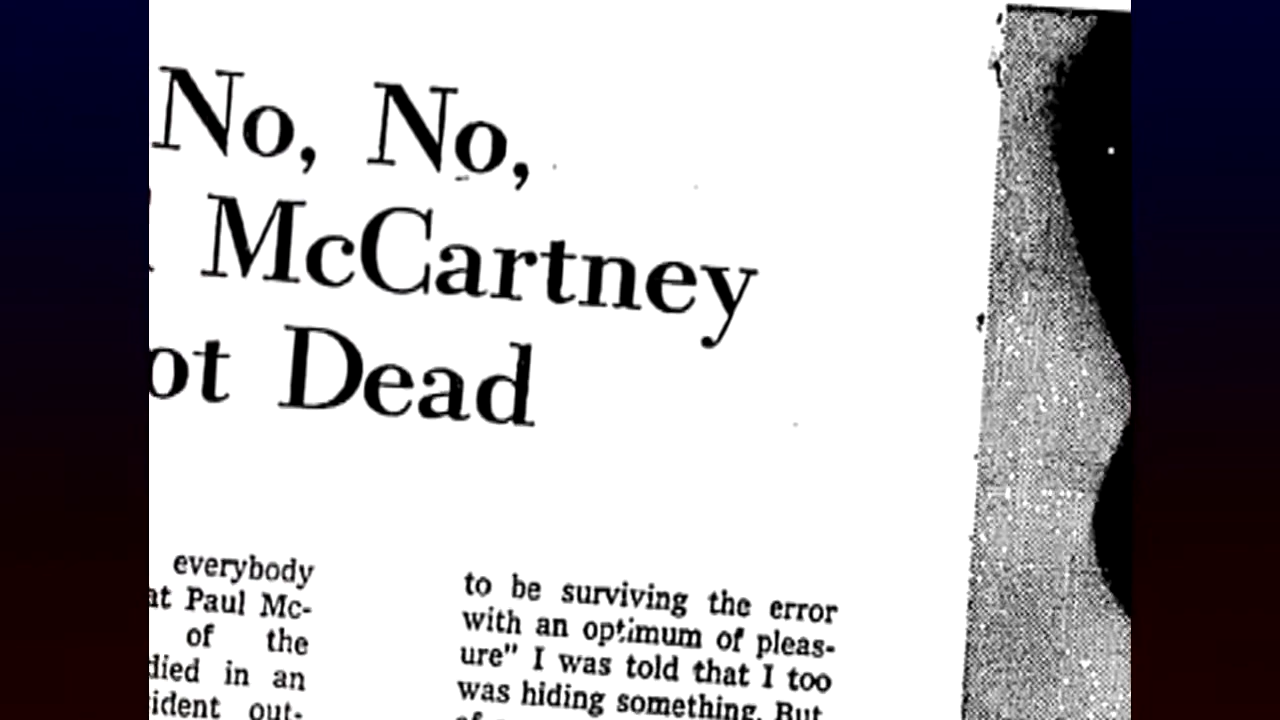 No, No,
McCartney
ot Dead
everybody
at Paul Mc-
of the
died in an
ident out-
to be surviving the error
with an optimum of pleas-
ure" I was told that I too
was hiding something. But